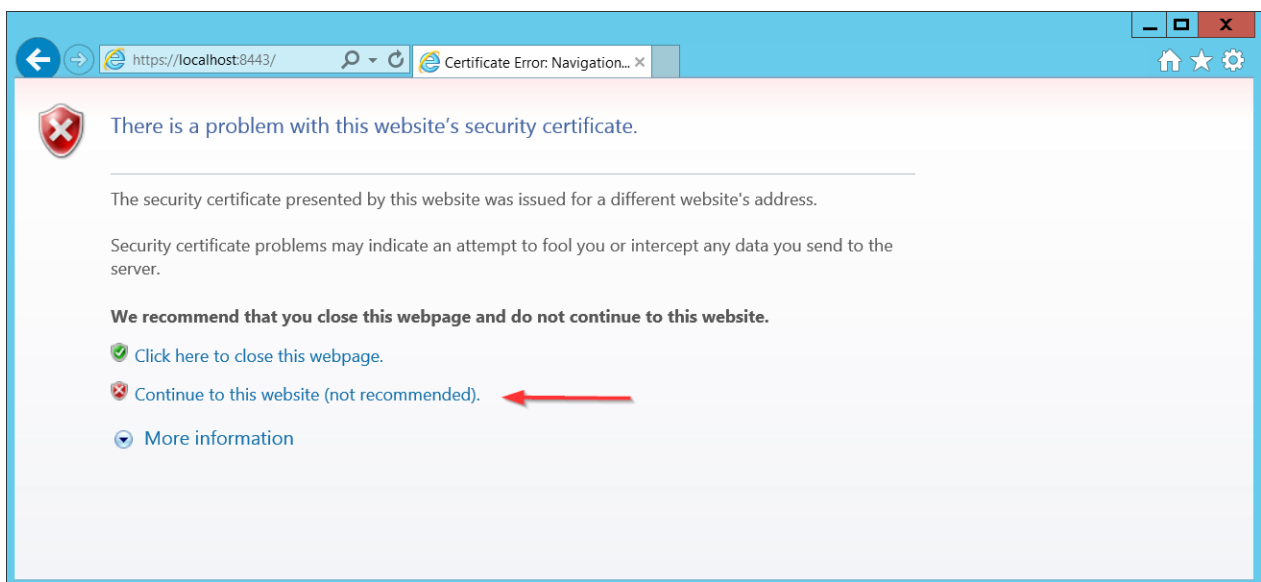 https://localhost:8443/
Certificate Error: Navigation...
There is a problem with this website's security certificate.
The security certificate presented by this website was issued for a different website's address.
Security certificate problems may indicate an attempt to fool you or intercept any data you send to the
server.
We recommend that you close this webpage and do not continue to this website.
Click here to close this webpage.
Continue to this website (not recommended).
More information